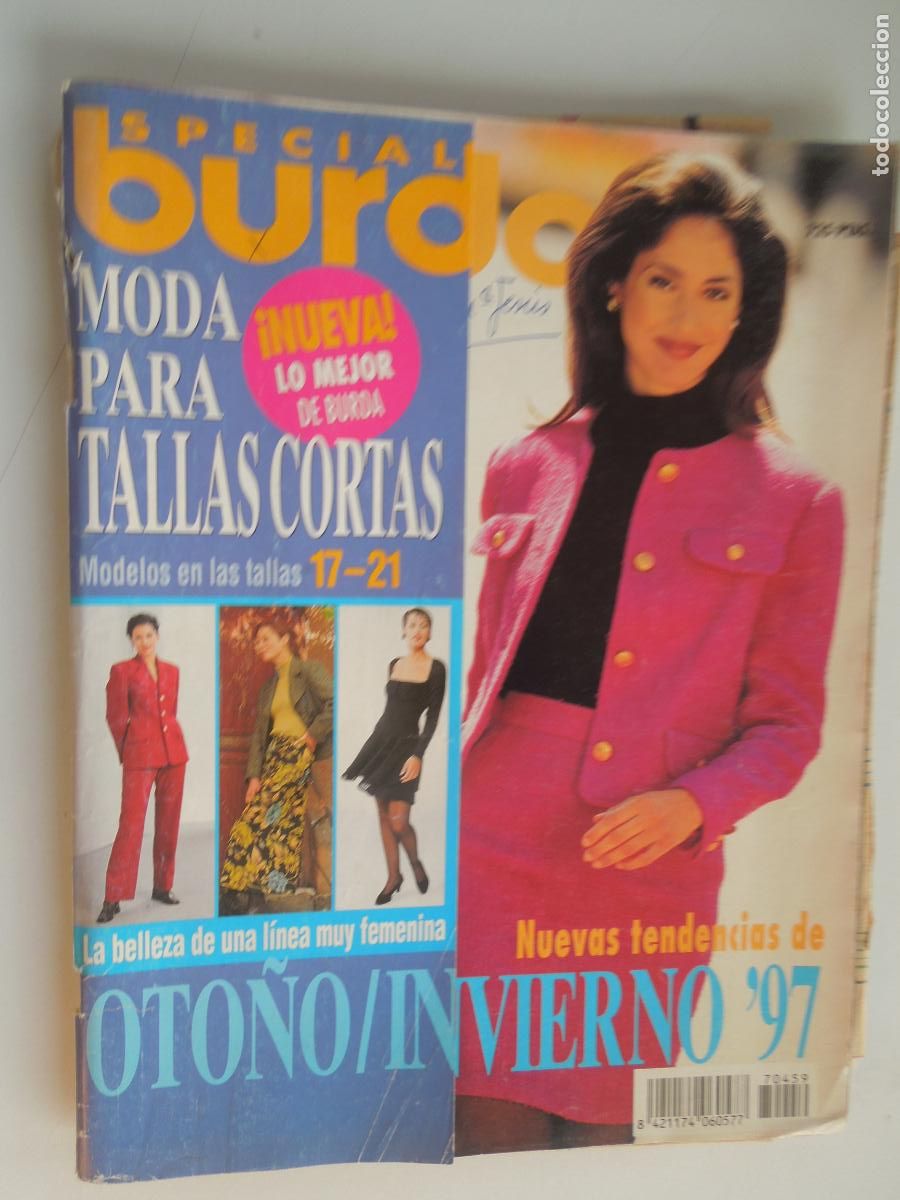 SPECIAL
burda
MODA
PARA
TALLAS CORTAS
¡NUEVA!
LO MEJOR
DE BURDA
Modelos en las tallas 17-21
La belleza de una línea muy femenina
Nuevas tendencias de
OTOÑO/INVIERNO '97
70459
8 421174 060577
todocoleccion